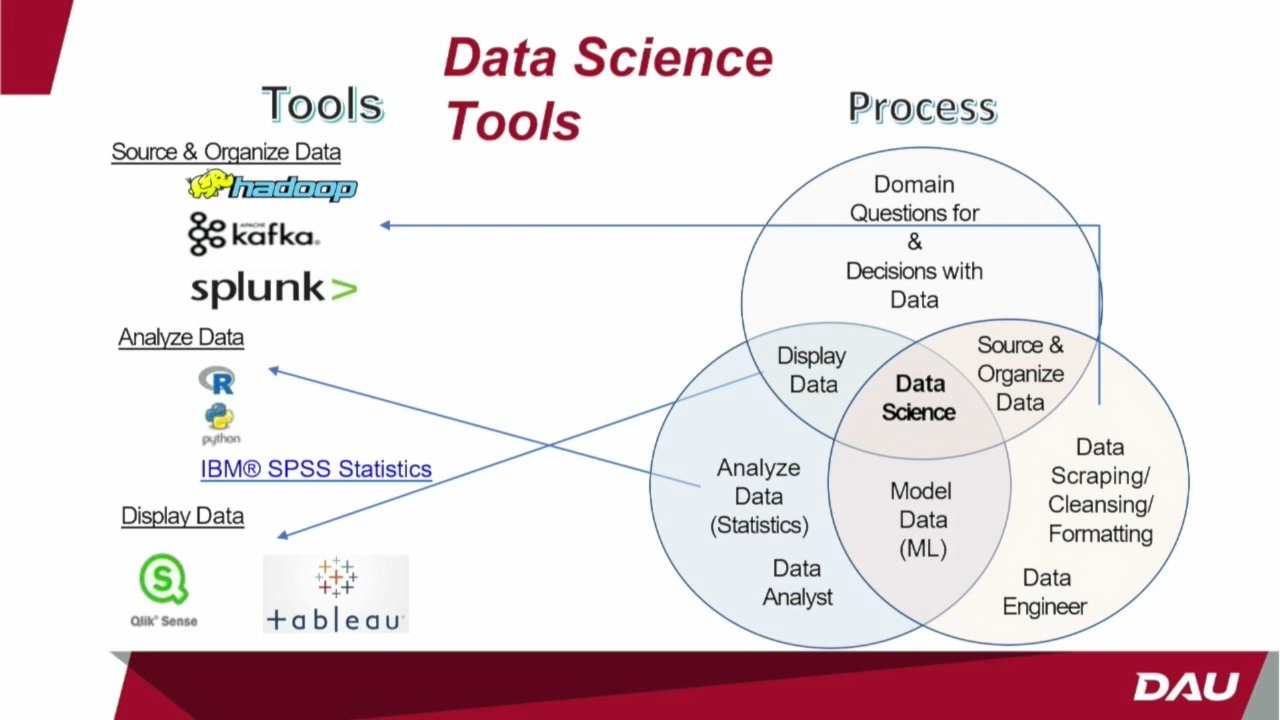 Data Science
Tools
Tools
Source & Organize Data
hadoop
APACHE
kafka®
splunk>
Analyze Data
R
python
IBM® SPSS Statistics
Display Data
S
Qlik® Sense
+ableau
Process
Domain
Questions for
&
Decisions with
Data
Display
Data
Data
Science
Source &
Organize
Data
Analyze
Data
(Statistics)
Data
Analyst
Model
Data
(ML)
Data
Scraping/
Cleansing/
Formatting
Data
Engineer
DAU